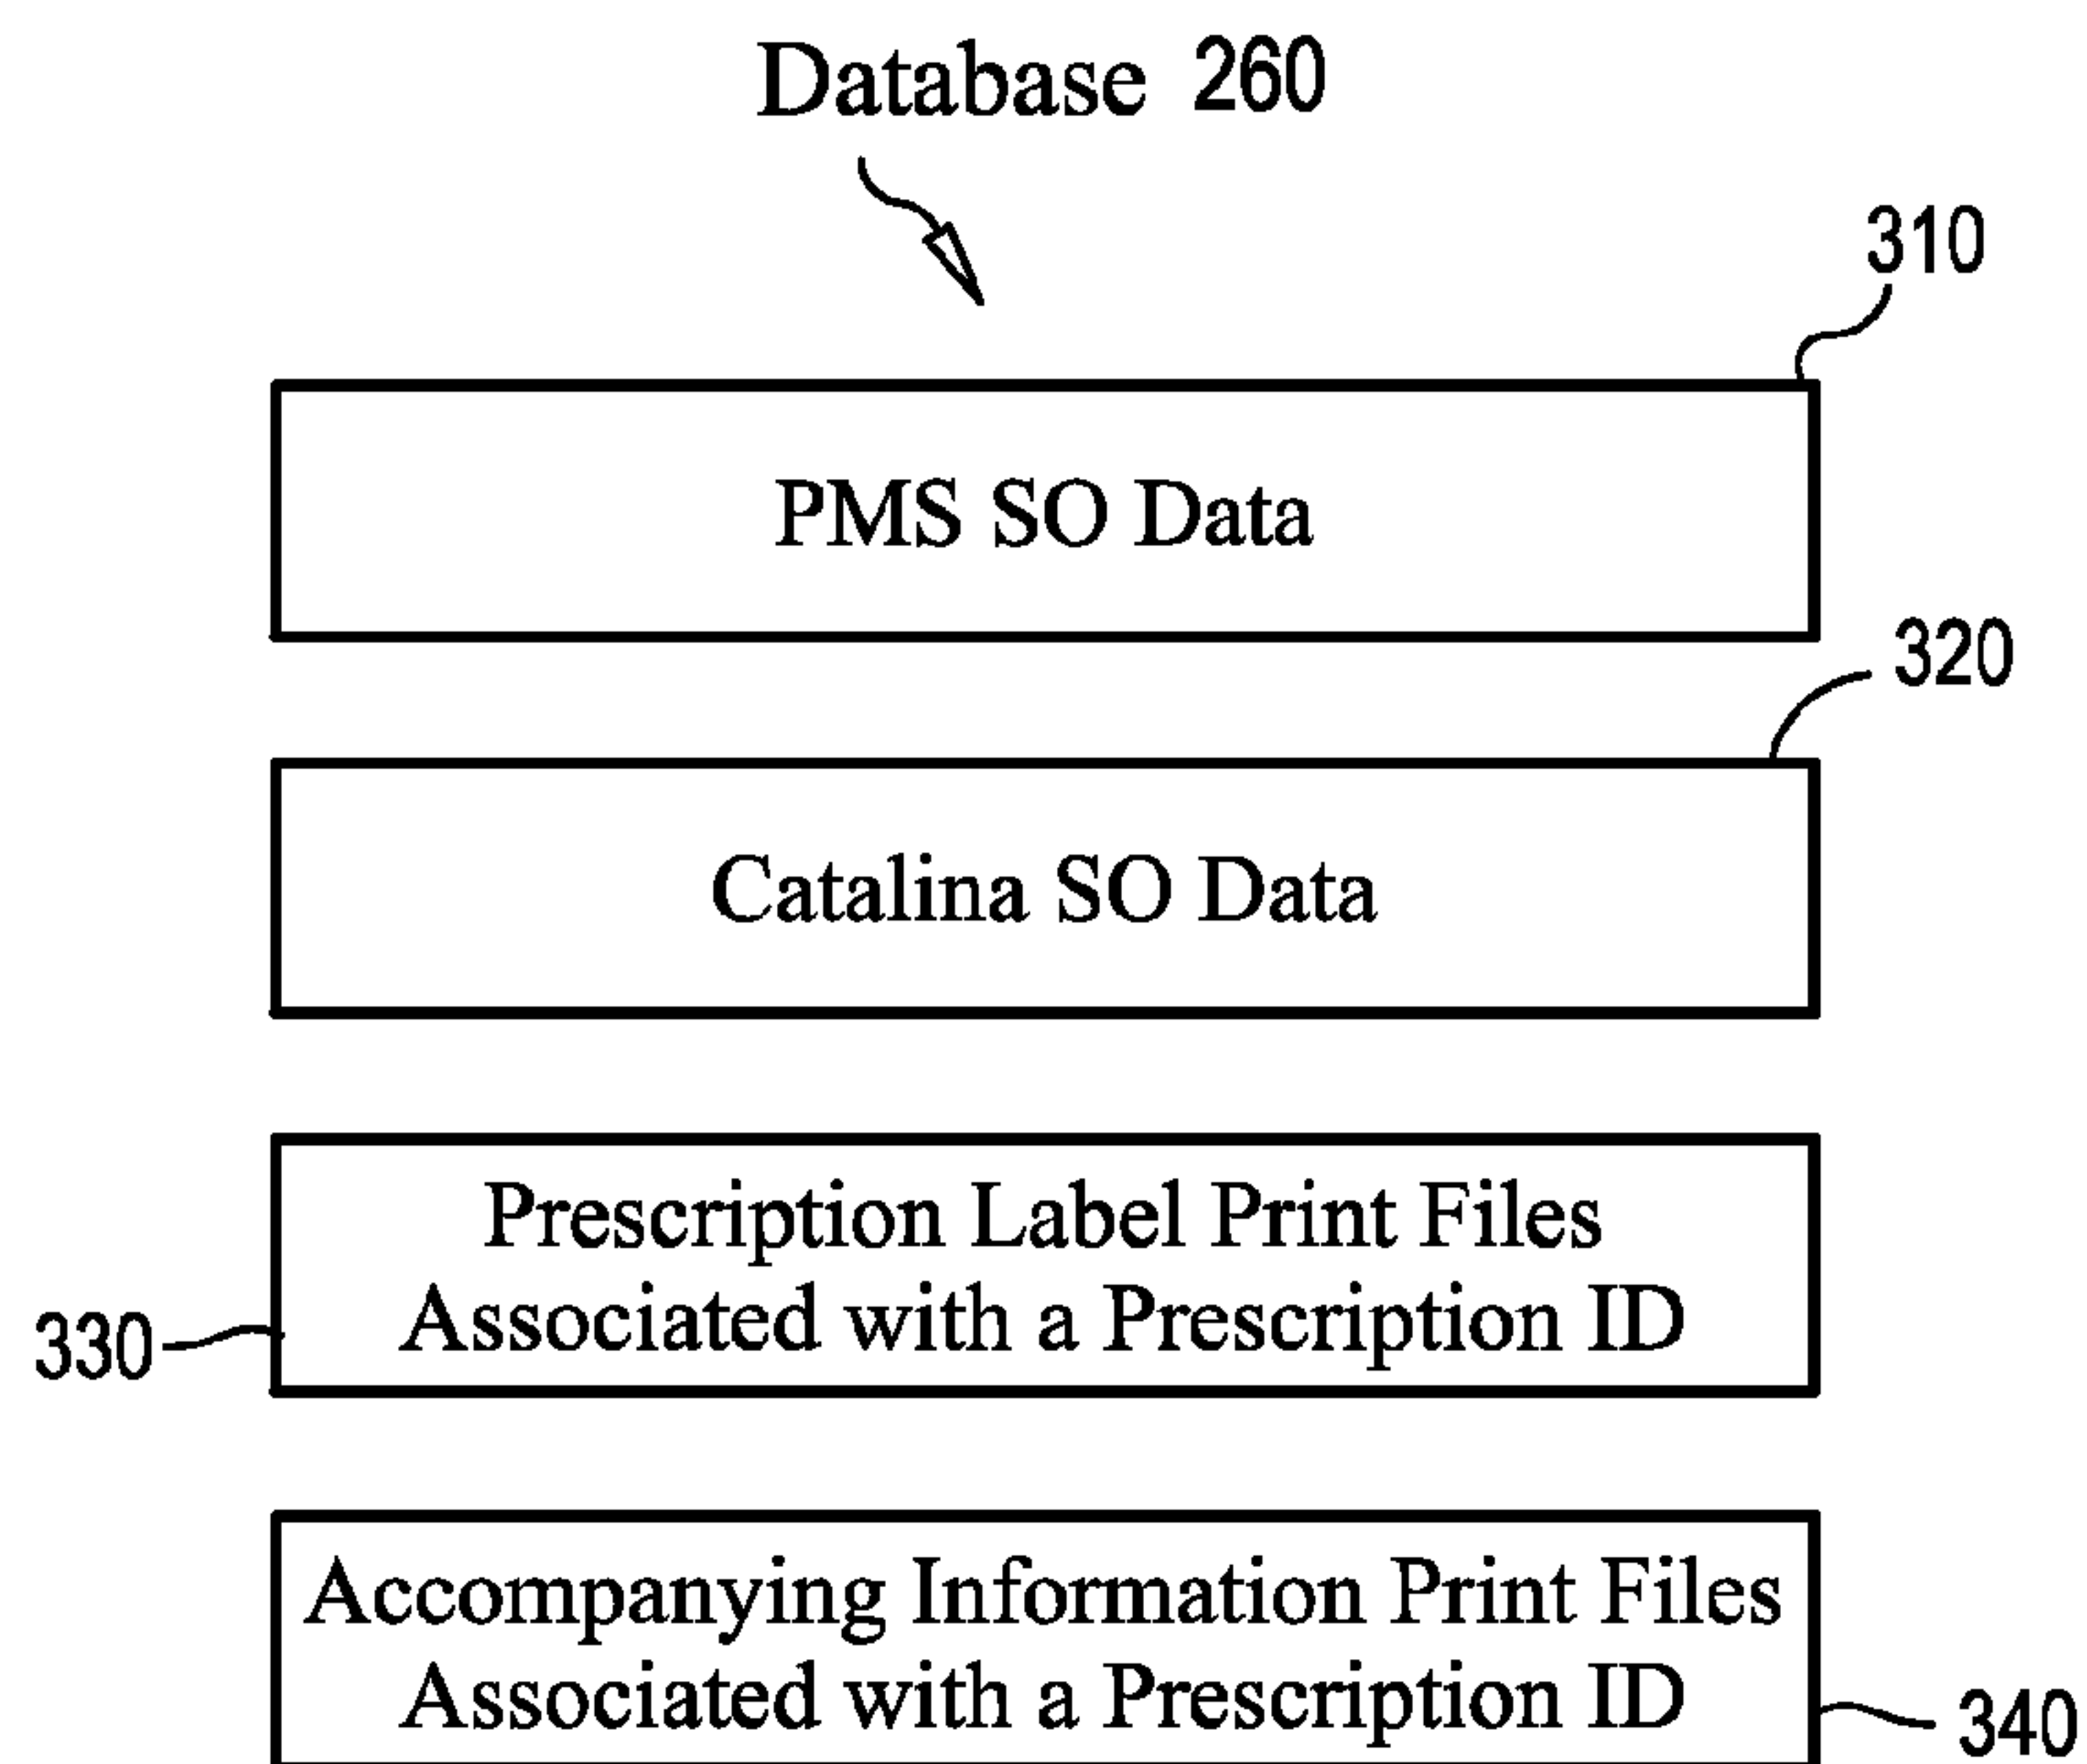 Database 260
310
PMS SO Data
320
Catalina SO Data
Prescription Label Print Files
Associated with a Prescription ID
330
Accompanying Information Print Files
Associated with a Prescription ID
340